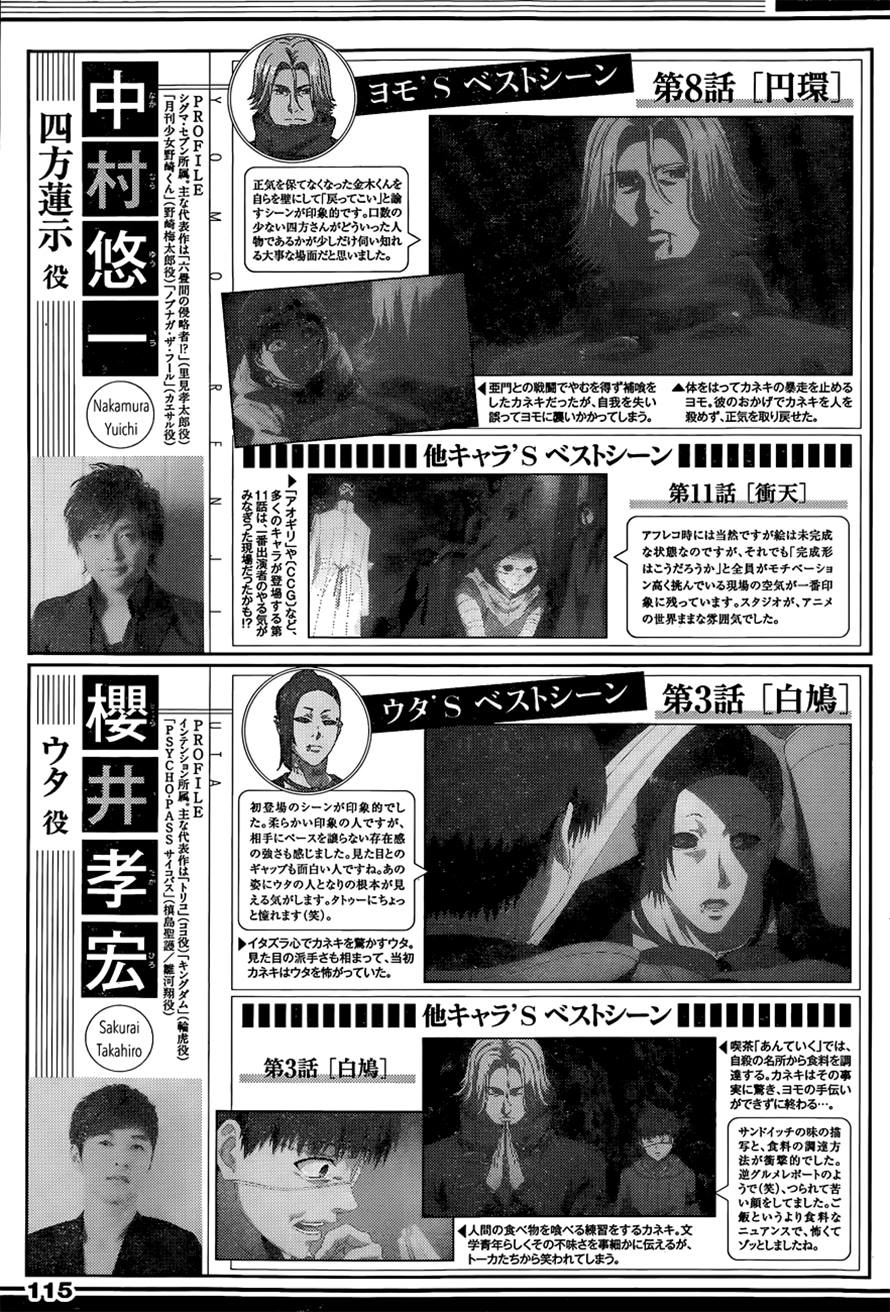 中村悠一
なか むら ゆう いち
四方蓮示 役
Nakamura
Yuichi
PROFILE
シグマ・セブン所属。主な代表作は「六畳間の侵略者!?」(里見孝太郎役)
「月刊少女野崎くん」(野崎梅太郎役)「ノブナガ・ザ・フール」(カエサル役)
YOMO RENJI
ヨモ'S ベストシーン
第8話[円環]
正気を保てなくなった金木くんを
自らを壁にして「戻ってこい」と諭
すシーンが印象的です。口数の
少ない四方さんがどういった人
物であるかが少しだけ伺い知れ
る大事な場面だと思いました。
◀亜門との戦闘でやむを得ず補喰を
したカネキだったが、自我を失い
誤ってヨモに襲いかかってしまう。
▲体をはってカネキの暴走を止める
ヨモ。彼のおかげでカネキを人を
殺めず、正気を取り戻せた。
他キャラ'S ベストシーン
第11話[衝天]
▶「アオギリ」や〔CCG〕など、
多くのキャラが登場する第
11話は、一番出演者のやる気が
みなぎった現場だったかも!?
アフレコ時には当然ですが絵は未完成
な状態なのですが、それでも「完成形
はこうだろうか」と全員がモチベーショ
ン高く挑んでいる現場の空気が一番印
象に残っています。スタジオが、アニメ
の世界ままな雰囲気でした。
櫻井孝宏
さくら い たか ひろ
ウタ 役
Sakurai
Takahiro
PROFILE
インテンション所属。主な代表作は「トリコ」(ココ役)「キングダム」(輪虎役)
「PSYCHO-PASS サイコパス」(槙島聖護/雛河翔役)
UTA
ウタ'S ベストシーン
第3話[白鳩]
初登場のシーンが印象的でし
た。柔らかい印象の人ですが、
相手にペースを譲らない存在感
の強さも感じました。見た目との
ギャップも面白い人ですね。あの
姿にウタの人となりの根本が見
える気がします。タトゥーにちょっ
と憧れます(笑)。
▶イタズラ心でカネキを驚かすウタ。
見た目の派手さも相まって、当初
カネキはウタを怖がっていた。
他キャラ'S ベストシーン
第3話[白鳩]
◀喫茶「あんていく」では、
自殺の名所から食料を調
達する。カネキはその事
実に驚き、ヨモの手伝い
ができずに終わる…。
サンドイッチの味の描
写と、食料の調達方
法が衝撃的でした。
逆グルメレポートのよ
うで(笑)、つられて苦
い顔をしてました。ご
飯というより食料な
ニュアンスで、怖くて
ゾッとしましたね。
◀人間の食べ物を喰べる練習をするカネキ。文
学青年らしくその不味さを事細かに伝えるが、
トーカたちから笑われてしまう。
115